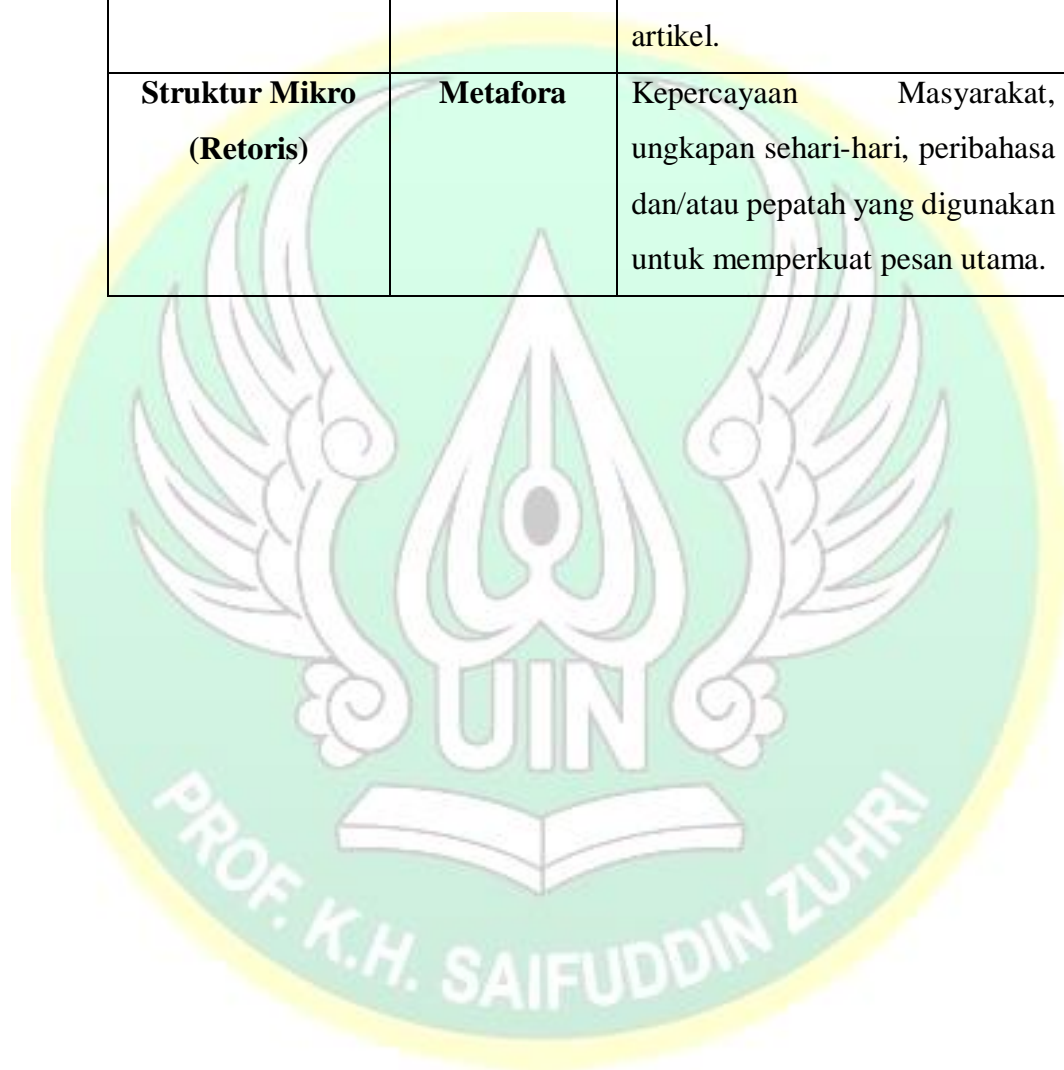 artikel.
Struktur Mikro
(Retoris)
Metafora
Kepercayaan Masyarakat,
ungkapan sehari-hari, peribahasa
dan/atau pepatah yang digunakan
untuk memperkuat pesan utama.
UIN
PROF. K.H. SAIFUDDIN ZUHRI